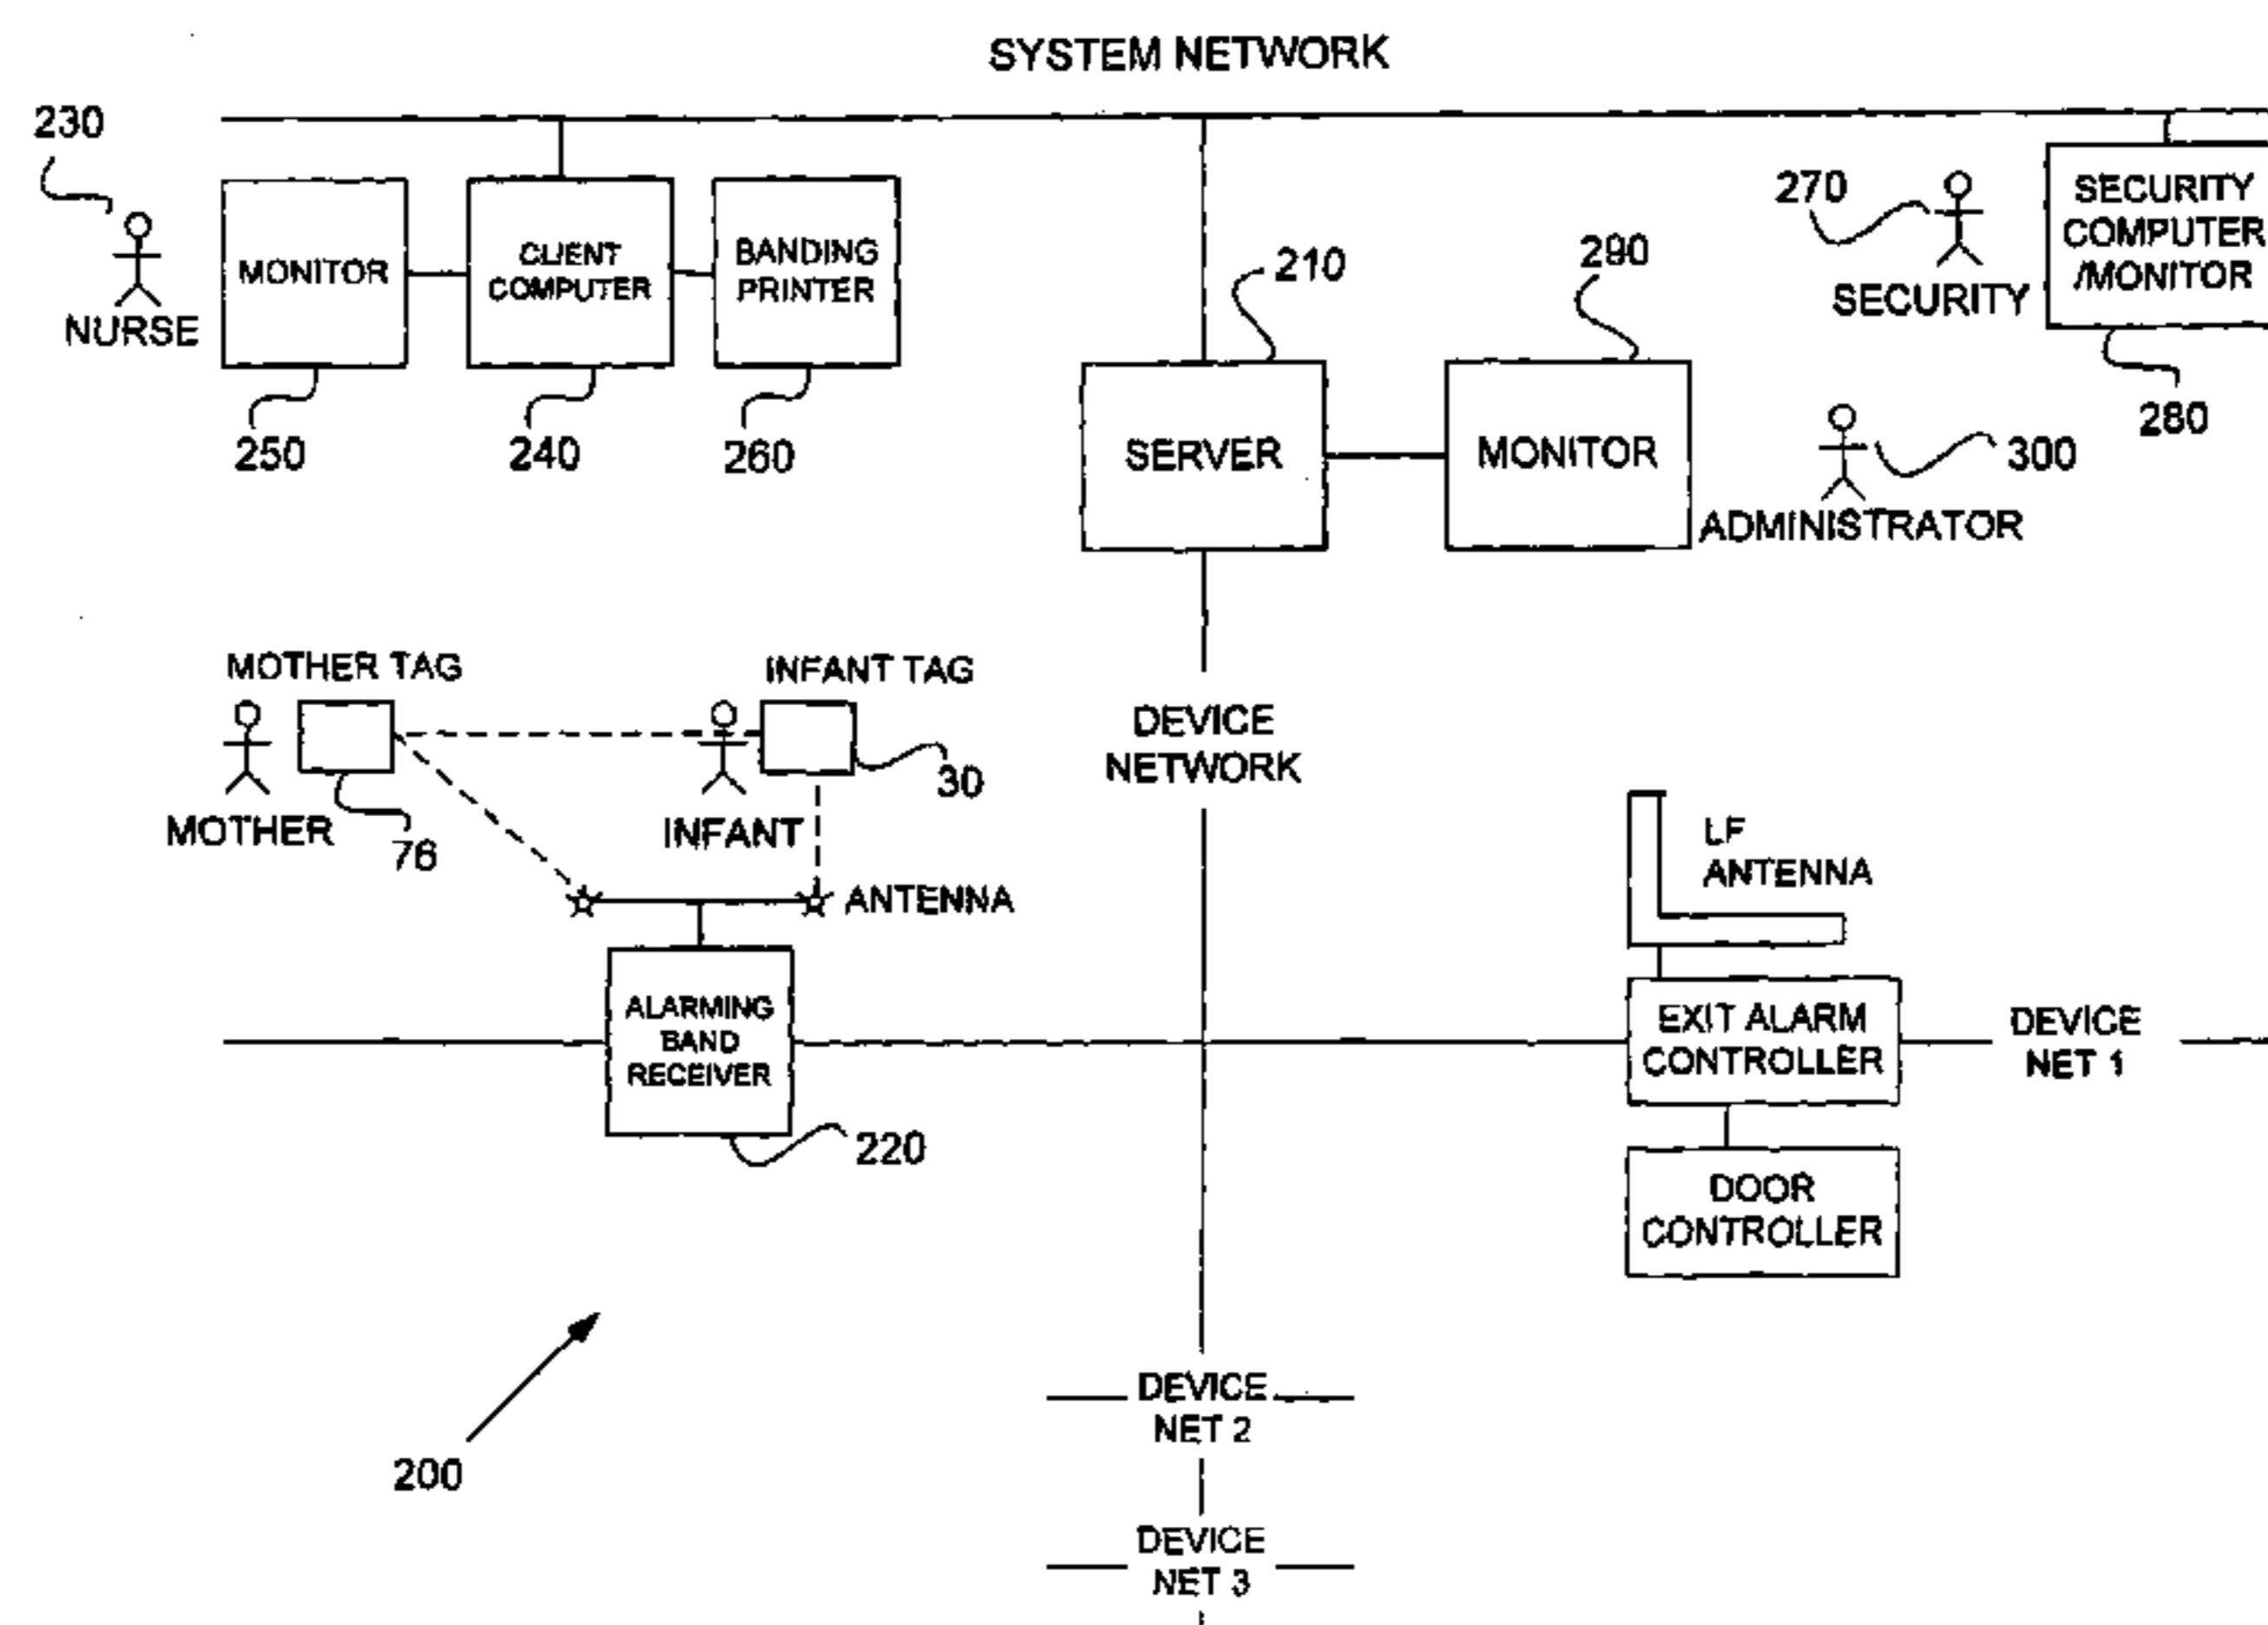 SYSTEM NETWORK
230
NURSE
MONITOR
250
CLIENT
COMPUTER
240
BANDING
PRINTER
260
210
SERVER
290
MONITOR
270
SECURITY
SECURITY
COMPUTER
/MONITOR
280
300
ADMINISTRATOR
MOTHER TAG
MOTHER
76
INFANT TAG
INFANT
30
ANTENNA
ALARMING
BAND
RECEIVER
220
DEVICE
NETWORK
LF
ANTENNA
EXIT ALARM
CONTROLLER
DEVICE
NET 1
DOOR
CONTROLLER
200
DEVICE
NET 2
DEVICE
NET 3